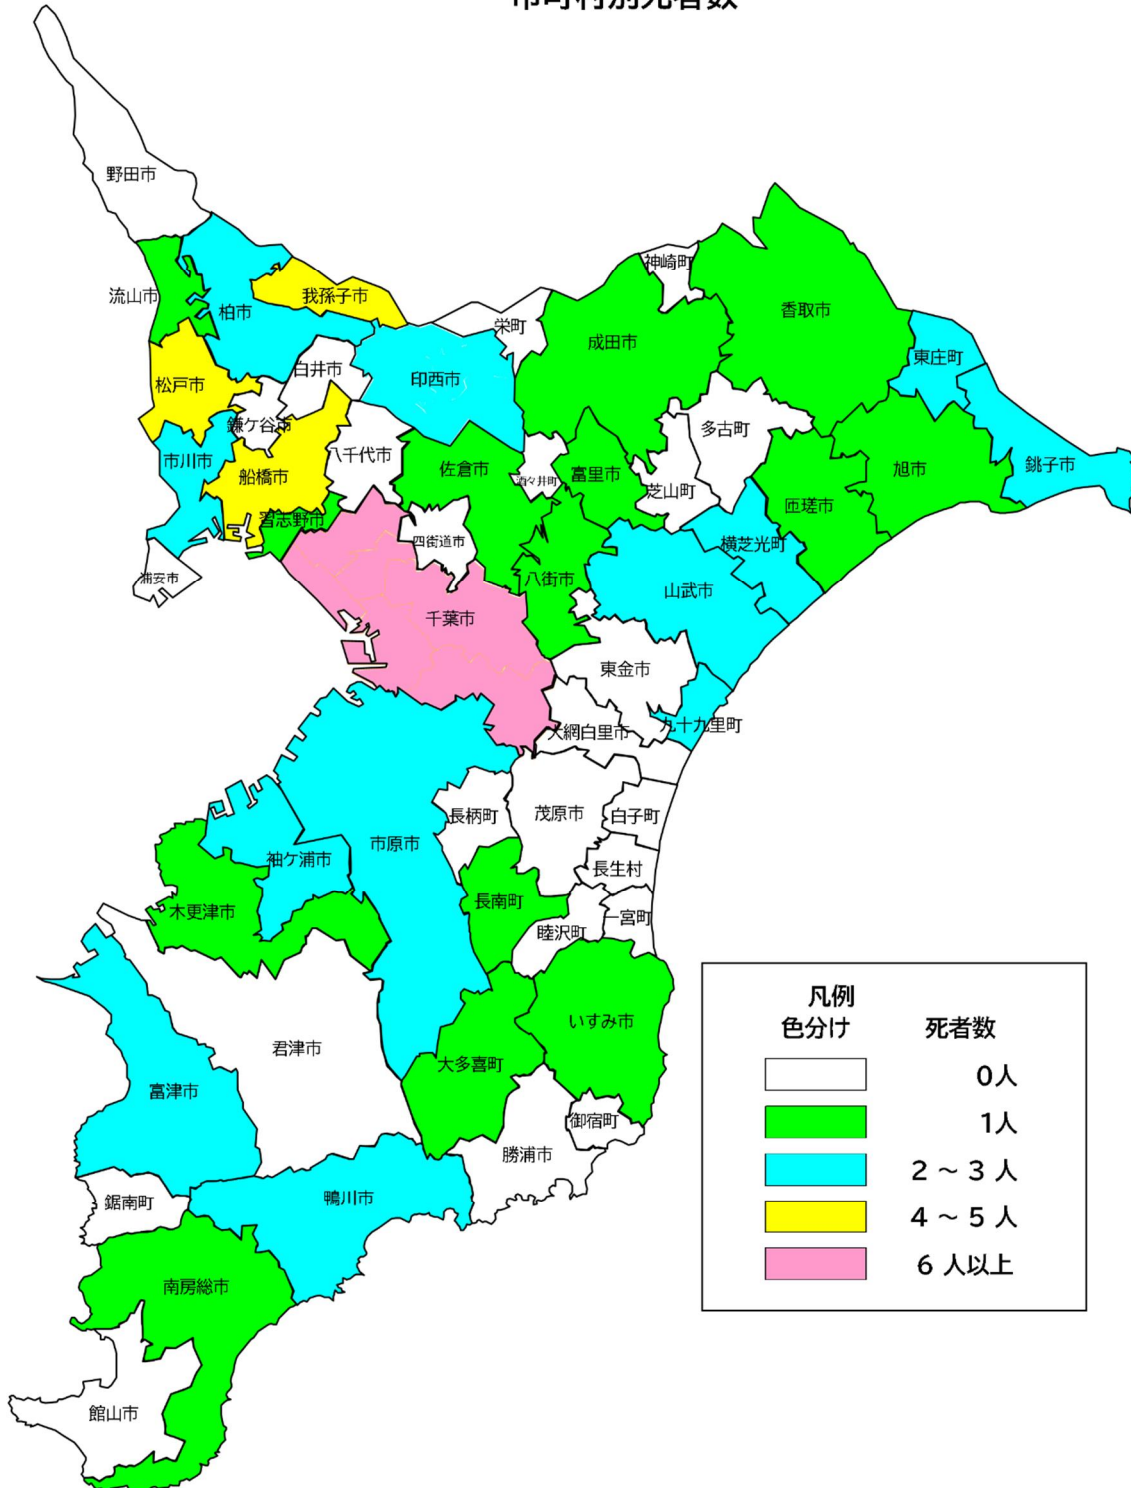 市町村別死者数
野田市
流山市
柏市
我孫子市
神崎町
香取市
栄町
成田市
東庄町
白井市
印西市
松戸市
鎌ケ谷市
多古町
市川市
船橋市
八千代市
佐倉市
酒々井町
富里市
芝山町
旭市
銚子市
匝瑳市
習志野市
四街道市
横芝光町
浦安市
八街市
山武市
千葉市
東金市
大網白里市
九十九里町
長柄町
茂原市
白子町
市原市
袖ケ浦市
長生村
木更津市
長南町
睦沢町
一宮町
君津市
いすみ市
大多喜町
富津市
御宿町
勝浦市
鋸南町
鴨川市
南房総市
館山市
凡例
色分け 死者数
0人
1人
2 ~ 3 人
4 ~ 5 人
6 人以上